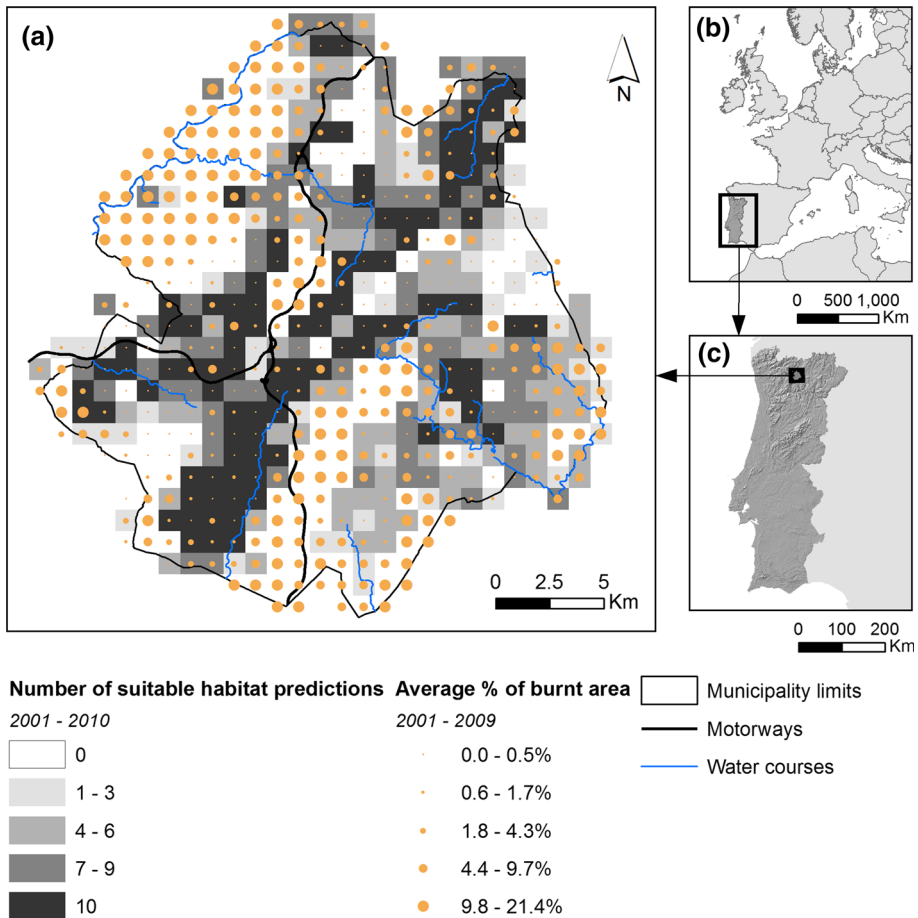 (a)
N
0 2.5 5
Km
(b)
0 500 1,000
Km
(c)
0 100 200
Km
Number of suitable habitat predictions
2001 - 2010
0
1 - 3
4 - 6
7 - 9
10
Average % of burnt area
2001 - 2009
0.0 - 0.5%
0.6 - 1.7%
1.8 - 4.3%
4.4 - 9.7%
9.8 - 21.4%
Municipality limits
Motorways
Water courses